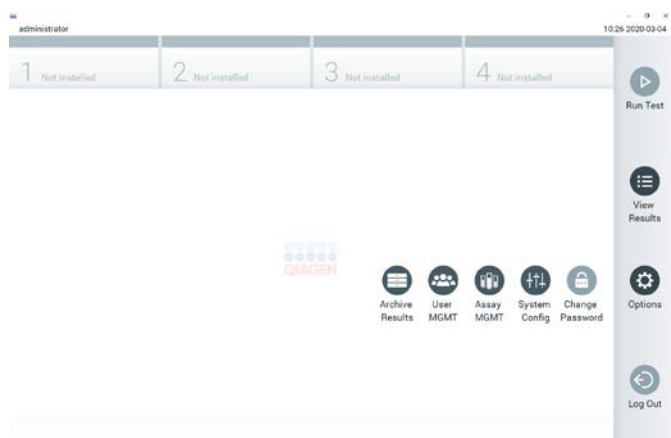 administrator
10:26 2020-03-04
1 Not installed
2 Not installed
3 Not installed
4 Not installed
Run Test
View
Results
QIAGEN
Archive
Results
User
MGMT
Assay
MGMT
System
Config
Change
Password
Options
Log Out